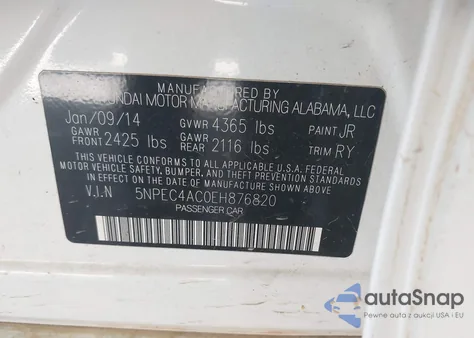 MANUFACTURED BY
HYUNDAI MOTOR MANUFACTURING ALABAMA, LLC
Jan/09/14 GVWR 4365 lbs PAINT JR
GAWR FRONT 2425 lbs GAWR REAR 2116 lbs TRIM RY
THIS VEHICLE CONFORMS TO ALL APPLICABLE U.S.A FEDERAL
MOTOR VEHICLE SAFETY, BUMPER, AND THEFT PREVENTION
STANDARDS IN EFFECT ON THE DATE OF MANUFACTURE SHOWN ABOVE.
V.I.N 5NPEC4AC0EH876820
PASSENGER CAR
autoSnap
Pewne auta z aukcji USA i EU